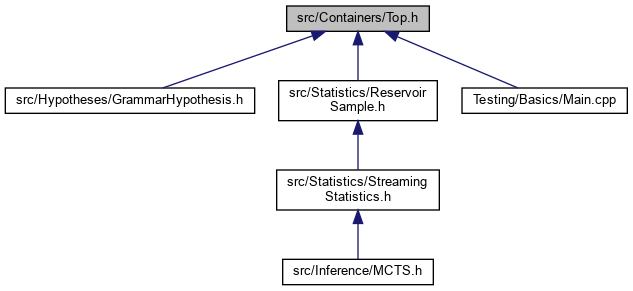 src/Containers/Top.h
src/Hypotheses/GrammarHypothesis.h
src/Statistics/Reservoir
Sample.h
Testing/Basics/Main.cpp
src/Statistics/Streaming
Statistics.h
src/Inference/MCTS.h